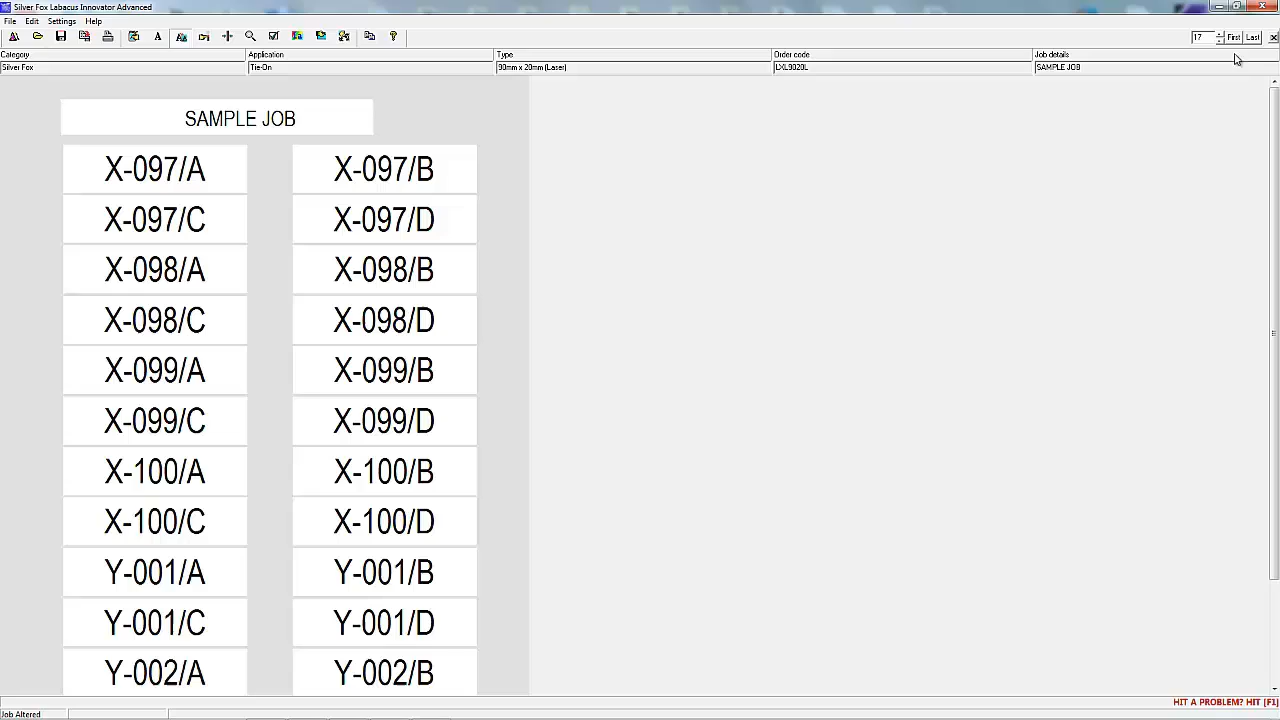 Silver Fox Labacus Innovator Advanced
File Edit Settings Help
17 First Last
Category Application Type Order code Job details
Silver Fox Tie-On 90mm x 20mm (Laser) LXL9020L SAMPLE JOB
SAMPLE JOB
X-097/A X-097/B
X-097/C X-097/D
X-098/A X-098/B
X-098/C X-098/D
X-099/A X-099/B
X-099/C X-099/D
X-100/A X-100/B
X-100/C X-100/D
Y-001/A Y-001/B
Y-001/C Y-001/D
Y-002/A Y-002/B
HIT A PROBLEM? HIT [F1]
Job Altered